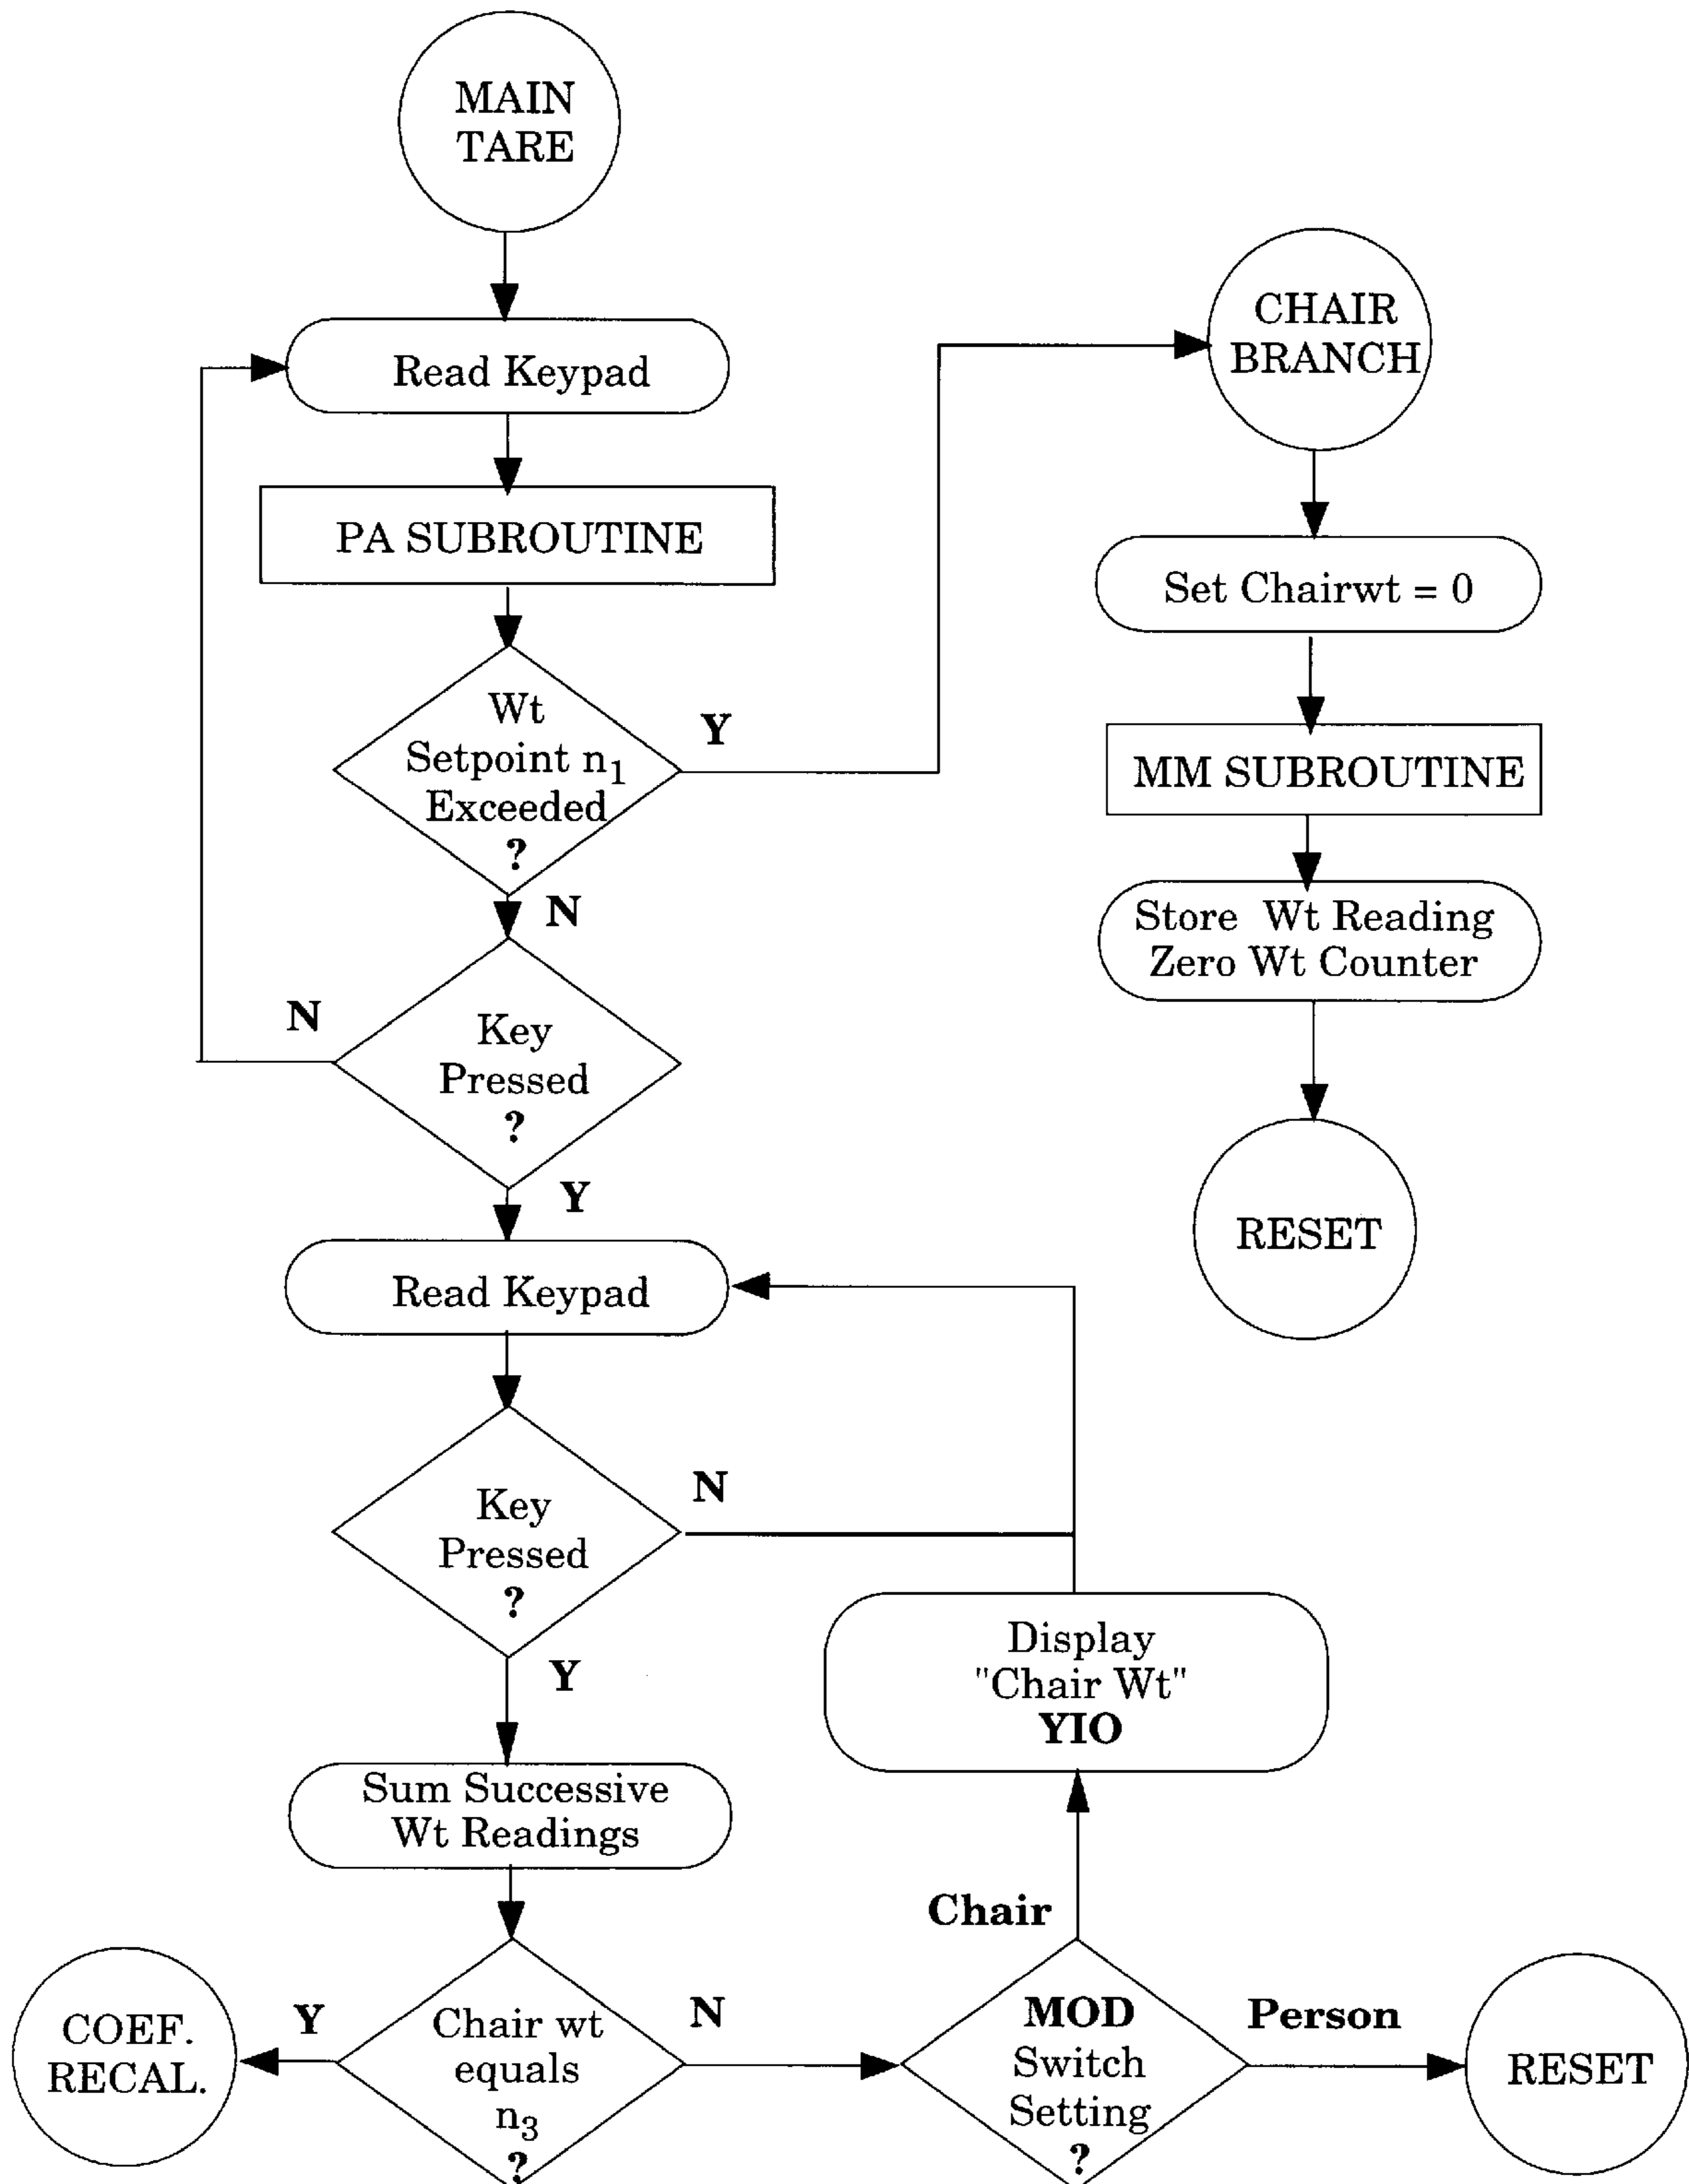 MAIN
TARE
Read Keypad
PA SUBROUTINE
Wt
Setpoint n₁
Exceeded
?
Y
N
Key
Pressed
?
N
Y
Read Keypad
Key
Pressed
?
N
Y
Sum Successive
Wt Readings
Chair wt
equals
n₃
?
Y
COEF.
RECAL.
N
MOD
Switch
Setting
?
Chair
Display
"Chair Wt"
YIO
Person
RESET
CHAIR
BRANCH
Set Chairwt = 0
MM SUBROUTINE
Store Wt Reading
Zero Wt Counter
RESET